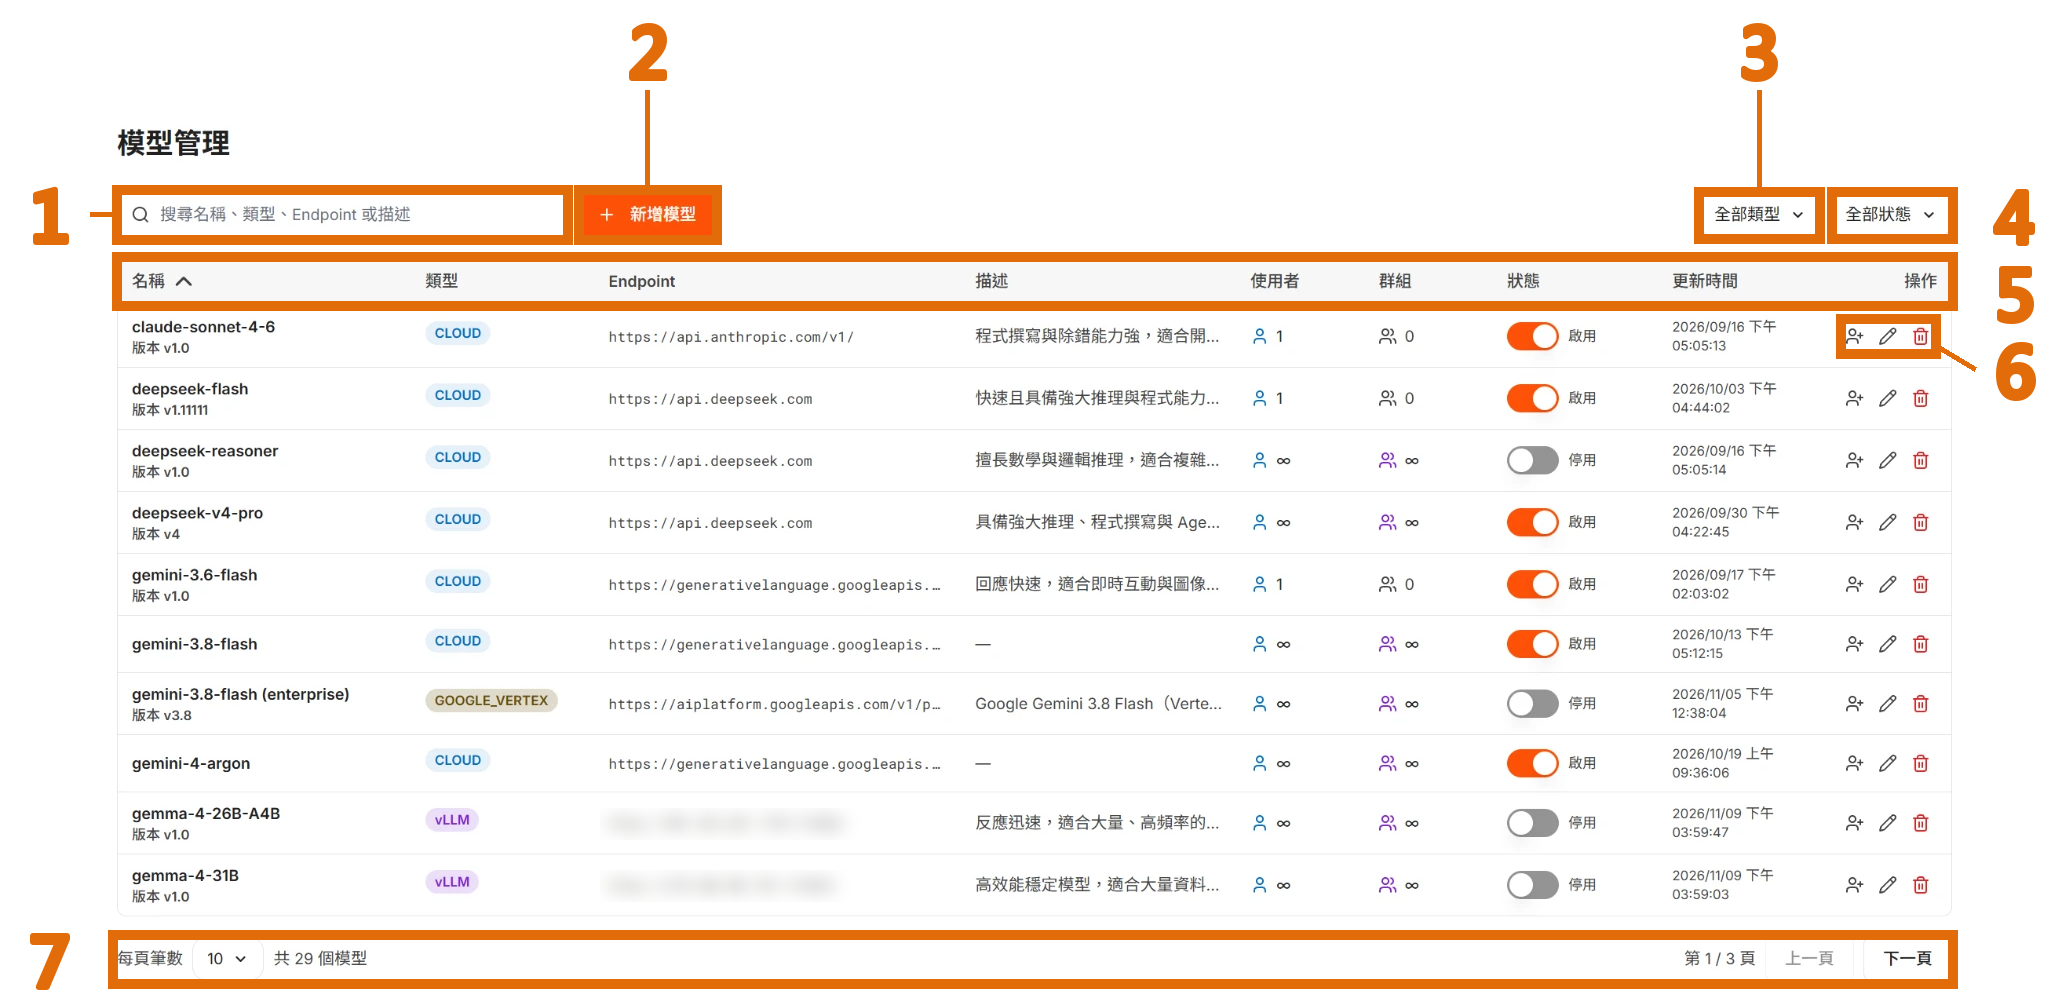 2
3
模型管理
1
搜尋名稱、類型、Endpoint 或描述
新增模型
全部類型
全部狀態
4
名稱 類型 Endpoint 描述 使用者 群組 狀態 更新時間 操作
5
claude-sonnet-4-6 CLOUD https://api.anthropic.com/v1/ 程式撰寫與除錯能力強，適合開... 1 0 啟用 2026/09/16 下午
版本 v1.0 05:05:13
6
deepseek-flash CLOUD https://api.deepseek.com 快速且具備強大推理與程式能力... 1 0 啟用 2026/10/03 下午
版本 v1.11111 04:44:02
deepseek-reasoner CLOUD https://api.deepseek.com 擅長數學與邏輯推理，適合複雜... ∞ ∞ 停用 2026/09/16 下午
版本 v1.0 05:05:14
deepseek-v4-pro CLOUD https://api.deepseek.com 具備強大推理、程式撰寫與 Age... ∞ ∞ 啟用 2026/09/30 下午
版本 v4 04:22:45
gemini-3.6-flash CLOUD https://generativelanguage.googleapis.... 回應快速，適合即時互動與圖像... 1 0 啟用 2026/09/17 下午
版本 v1.0 02:03:02
gemini-3.8-flash CLOUD https://generativelanguage.googleapis.... — ∞ ∞ 啟用 2026/10/13 下午
05:12:15
gemini-3.8-flash (enterprise) GOOGLE_VERTEX https://aiplatform.googleapis.com/v1/p... Google Gemini 3.8 Flash（Verte... ∞ ∞ 停用 2026/11/05 下午
版本 v3.8 12:38:04
gemini-4-argon CLOUD https://generativelanguage.googleapis.... — ∞ ∞ 啟用 2026/10/19 上午
09:36:06
gemma-4-26B-A4B vLLM 反應迅速，適合大量、高頻率的... ∞ ∞ 停用 2026/11/09 下午
版本 v1.0 03:59:47
gemma-4-31B vLLM 高效能穩定模型，適合大量資料... ∞ ∞ 停用 2026/11/09 下午
版本 v1.0 03:59:03
7
每頁筆數 10 共 29 個模型 第 1 / 3 頁 上一頁 下一頁